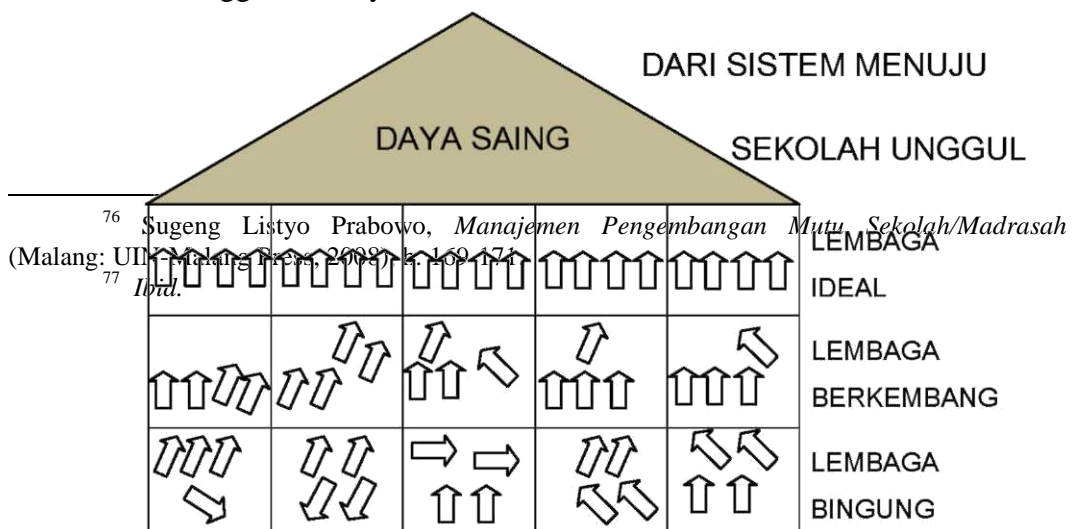 DARI SISTEM MENUJU
DAYA SAING
SEKOLAH UNGGUL
76 Sugeng Listyo Prabowo, Manajemen Pengembangan Mutu Sekolah/Madrasah
(Malang: UIN-Malang Press, 2008), h. 169-171
77 Ibid.
LEMBAGA
IDEAL
LEMBAGA
BERKEMBANG
LEMBAGA
BINGUNG